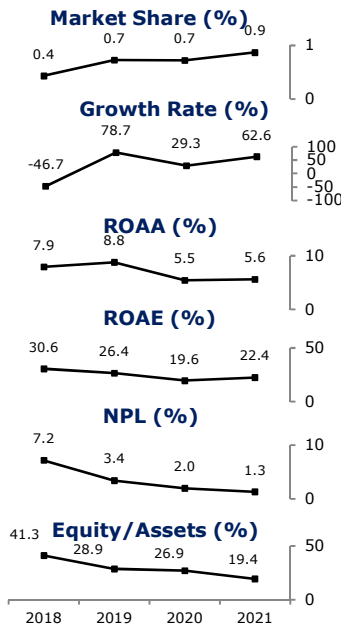 Market Share (%)
0.4 0.7 0.7 0.9
1
0
Growth Rate (%)
-46.7 78.7 29.3 62.6
100
50
0
-50
-100
ROAA (%)
7.9 8.8 5.5 5.6
10
0
ROAE (%)
30.6 26.4 19.6 22.4
50
0
NPL (%)
7.2 3.4 2.0 1.3
10
0
Equity/Assets (%)
41.3 28.9 26.9 19.4
50
0
2018 2019 2020 2021